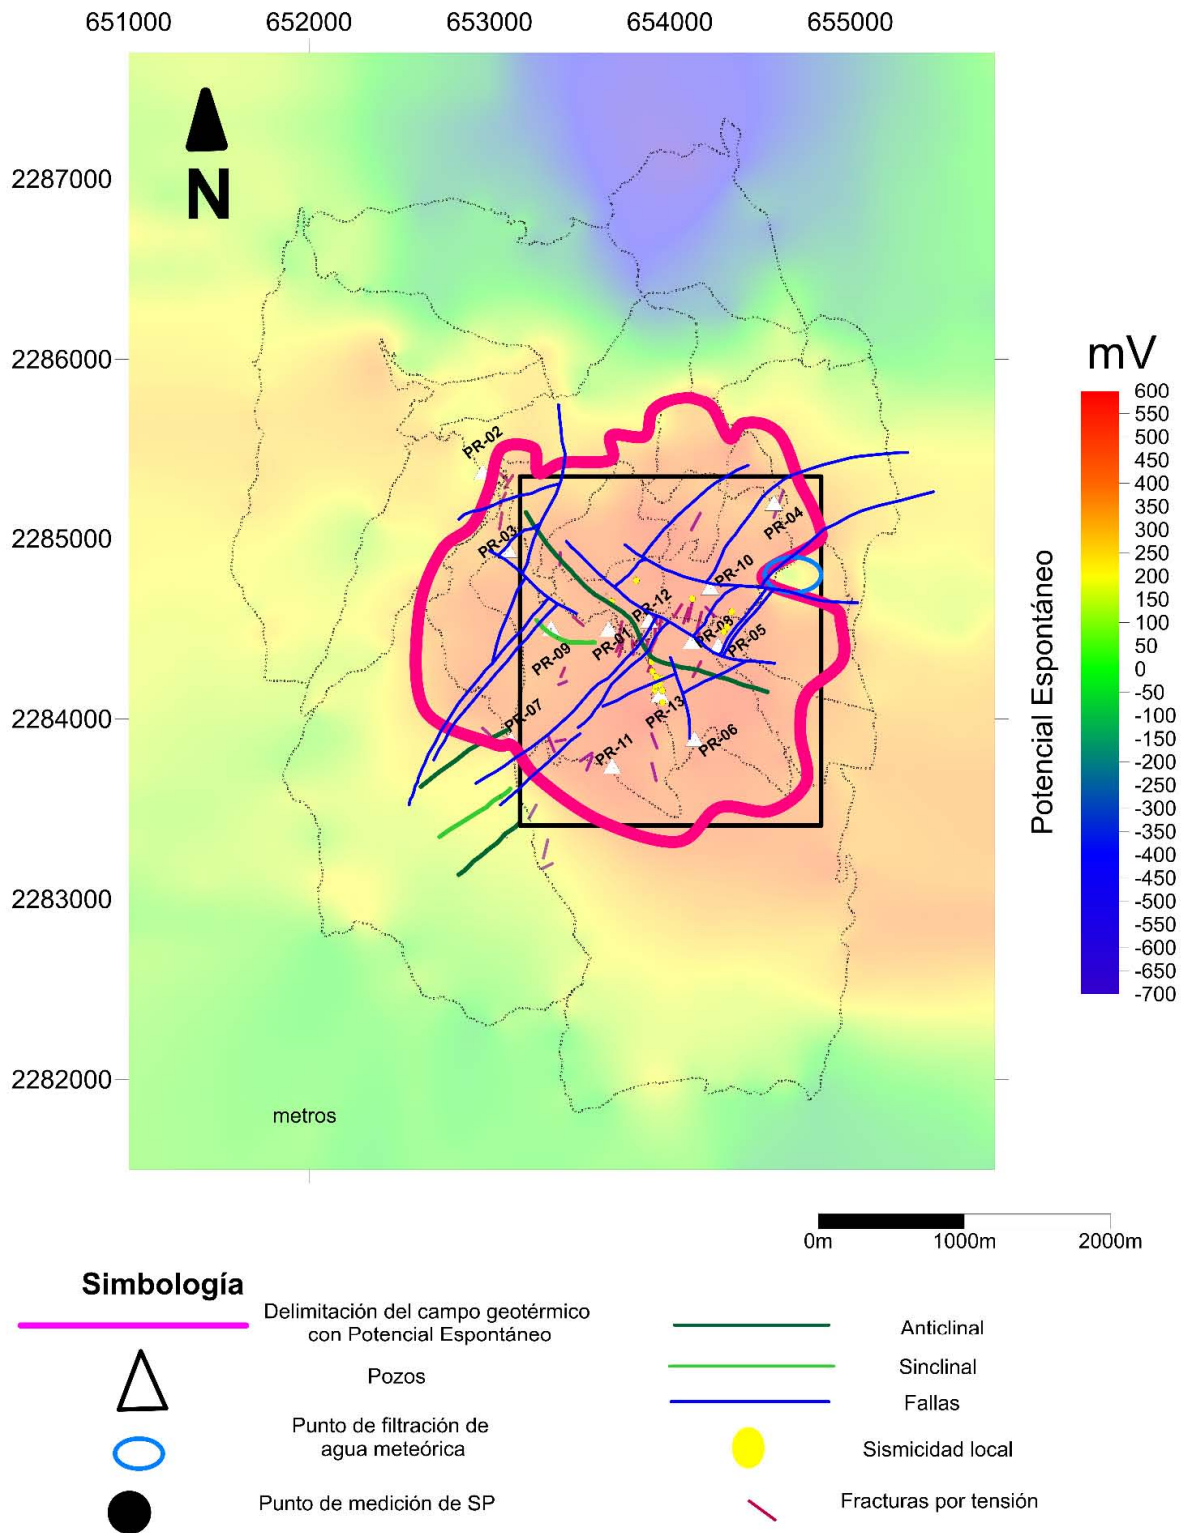 651000 652000 653000 654000 655000
N
2287000
2286000
2285000
2284000
2283000
2282000
PR-02
PR-03
PR-04
PR-10
PR-12
PR-01
PR-08
PR-05
PR-09
PR-07
PR-13
PR-06
PR-11
metros
mV
Potencial Espontáneo
600
550
500
450
400
350
300
250
200
150
100
50
0
-50
-100
-150
-200
-250
-300
-350
-400
-450
-500
-550
-600
-650
-700
0m 1000m 2000m
Simbología
Delimitación del campo geotérmico
con Potencial Espontáneo
Pozos
Punto de filtración de
agua meteórica
Punto de medición de SP
Anticlinal
Sinclinal
Fallas
Sismicidad local
Fracturas por tensión